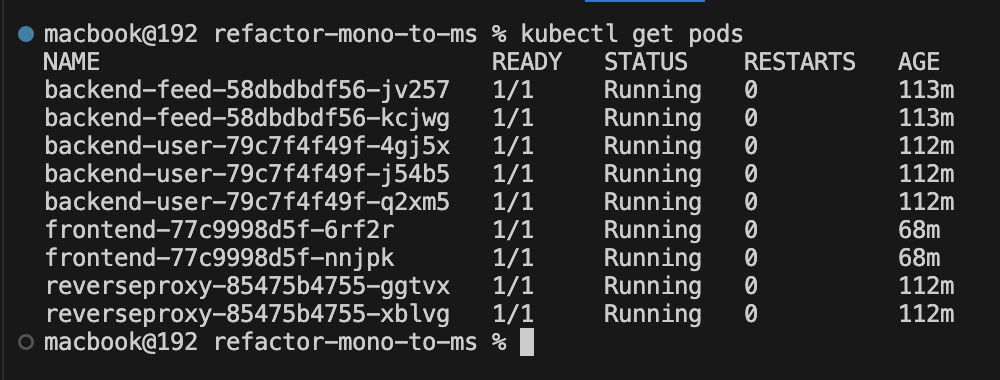 macbook@192 refactor-mono-to-ms % kubectl get pods
NAME READY STATUS RESTARTS AGE
backend-feed-58dbdbdf56-jv257 1/1 Running 0 113m
backend-feed-58dbdbdf56-kcjwg 1/1 Running 0 113m
backend-user-79c7f4f49f-4gj5x 1/1 Running 0 112m
backend-user-79c7f4f49f-j54b5 1/1 Running 0 112m
backend-user-79c7f4f49f-q2xm5 1/1 Running 0 112m
frontend-77c9998d5f-6rf2r 1/1 Running 0 68m
frontend-77c9998d5f-nnjpk 1/1 Running 0 68m
reverseproxy-85475b4755-ggtvx 1/1 Running 0 112m
reverseproxy-85475b4755-xblvg 1/1 Running 0 112m
macbook@192 refactor-mono-to-ms %